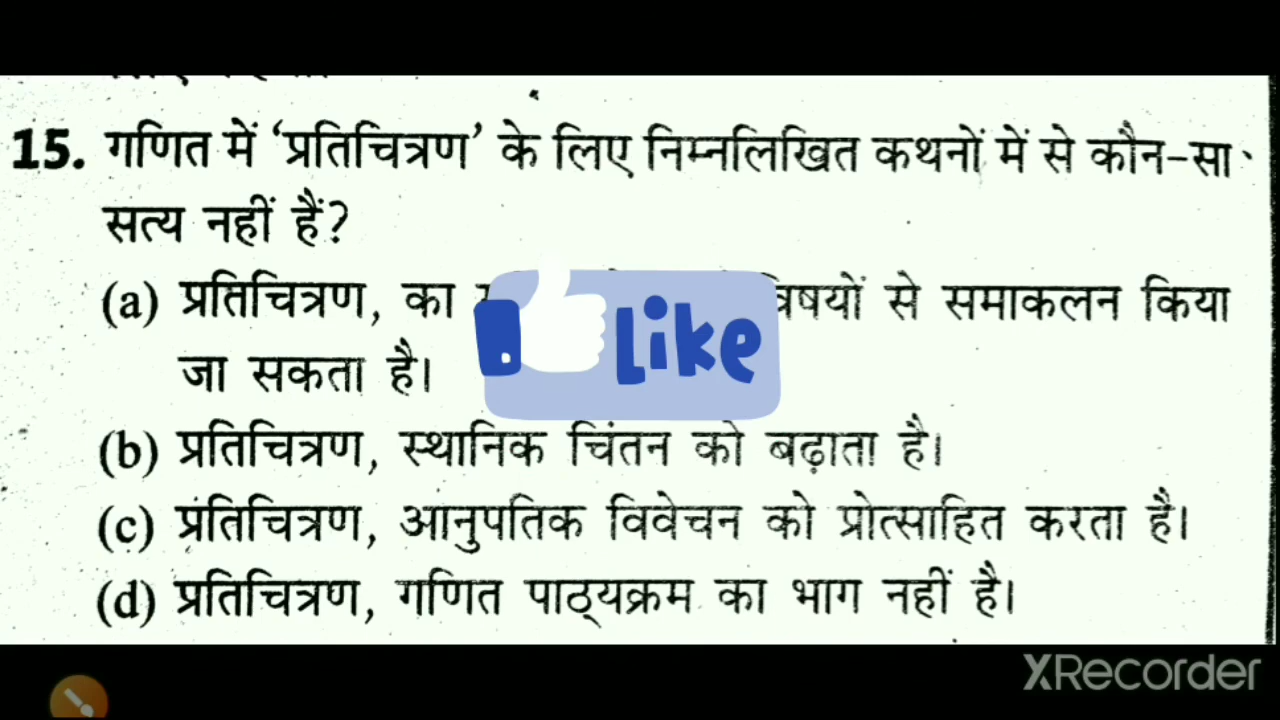 15. गणित में 'प्रतिचित्रण' के लिए निम्नलिखित कथनों में से कौन-सा
सत्य नहीं हैं?
(a) प्रतिचित्रण, का विषयों से समाकलन किया
जा सकता है।
(b) प्रतिचित्रण, स्थानिक चिंतन को बढ़ाता है।
(c) प्रतिचित्रण, आनुपतिक विवेचन को प्रोत्साहित करता है।
(d) प्रतिचित्रण, गणित पाठ्यक्रम का भाग नहीं है।
Like
XRecorder